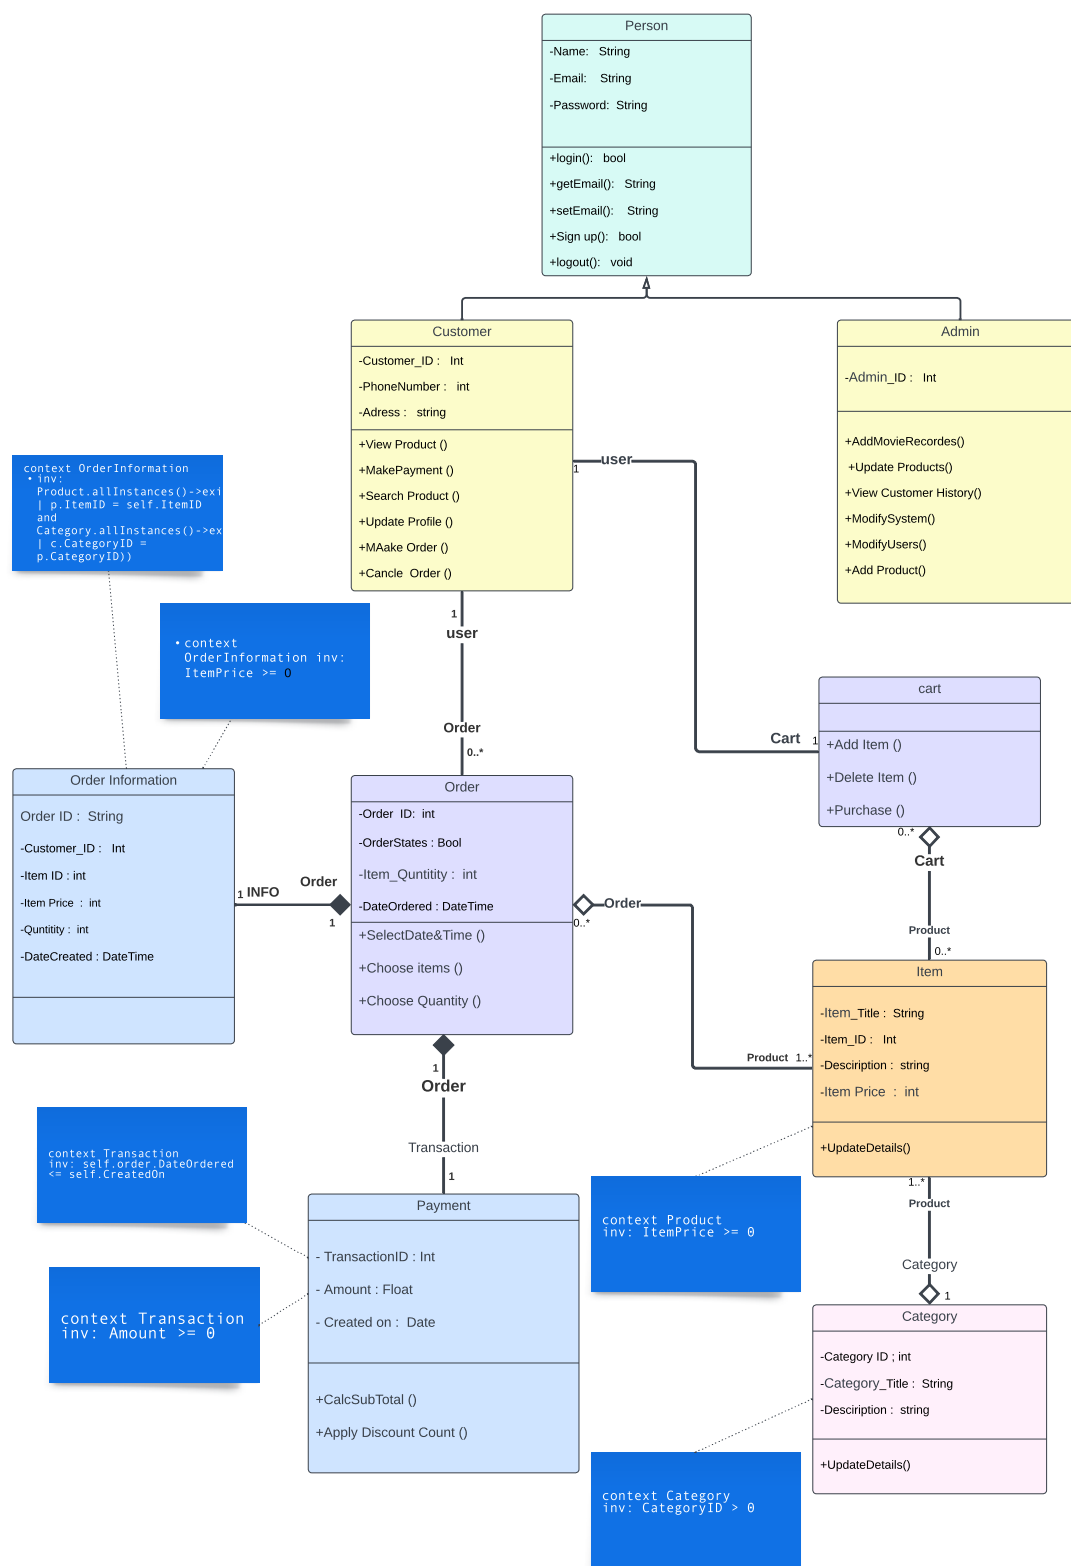 Person
-Name: String
-Email: String
-Password: String
+login(): bool
+getEmail(): String
+setEmail(): String
+Sign up(): bool
+logout(): void
Customer
-Customer_ID : Int
-PhoneNumber : int
-Adress : string
+View Product ()
+MakePayment ()
+Search Product ()
+Update Profile ()
+MAake Order ()
+Cancle Order ()
Admin
-Admin_ID : Int
+AddMovieRecordes()
+Update Products()
+View Customer History()
+ModifySystem()
+ModifyUsers()
+Add Product()
user
1
context OrderInformation
• inv:
Product.allInstances()->exi
| p.ItemID = self.ItemID
and
Category.allInstances()->ex
| c.CategoryID =
p.CategoryID))
• context
OrderInformation inv:
ItemPrice >= 0
1
user
Order
0..*
Cart 1
cart
+Add Item ()
+Delete Item ()
+Purchase ()
0..*
Cart
Product
0..*
Order Information
Order ID : String
-Customer_ID : Int
-Item ID : int
-Item Price : int
-Quntitity : int
-DateCreated : DateTime
1 INFO
Order
1
Order
-Order ID: int
-OrderStates : Bool
-Item_Quntitity : int
-DateOrdered : DateTime
+SelectDate&Time ()
+Choose items ()
+Choose Quantity ()
Order
0..*
Product 1..*
Item
-Item_Title : String
-Item_ID : Int
-Desciription : string
-Item Price : int
+UpdateDetails()
1
Order
Transaction
1
context Transaction
inv: self.order.DateOrdered
<= self.CreatedOn
context Transaction
inv: Amount >= 0
Payment
- TransactionID : Int
- Amount : Float
- Created on : Date
+CalcSubTotal ()
+Apply Discount Count ()
context Product
inv: ItemPrice >= 0
1..*
Product
Category
1
Category
-Category ID ; int
-Category_Title : String
-Desciription : string
+UpdateDetails()
context Category
inv: CategoryID > 0